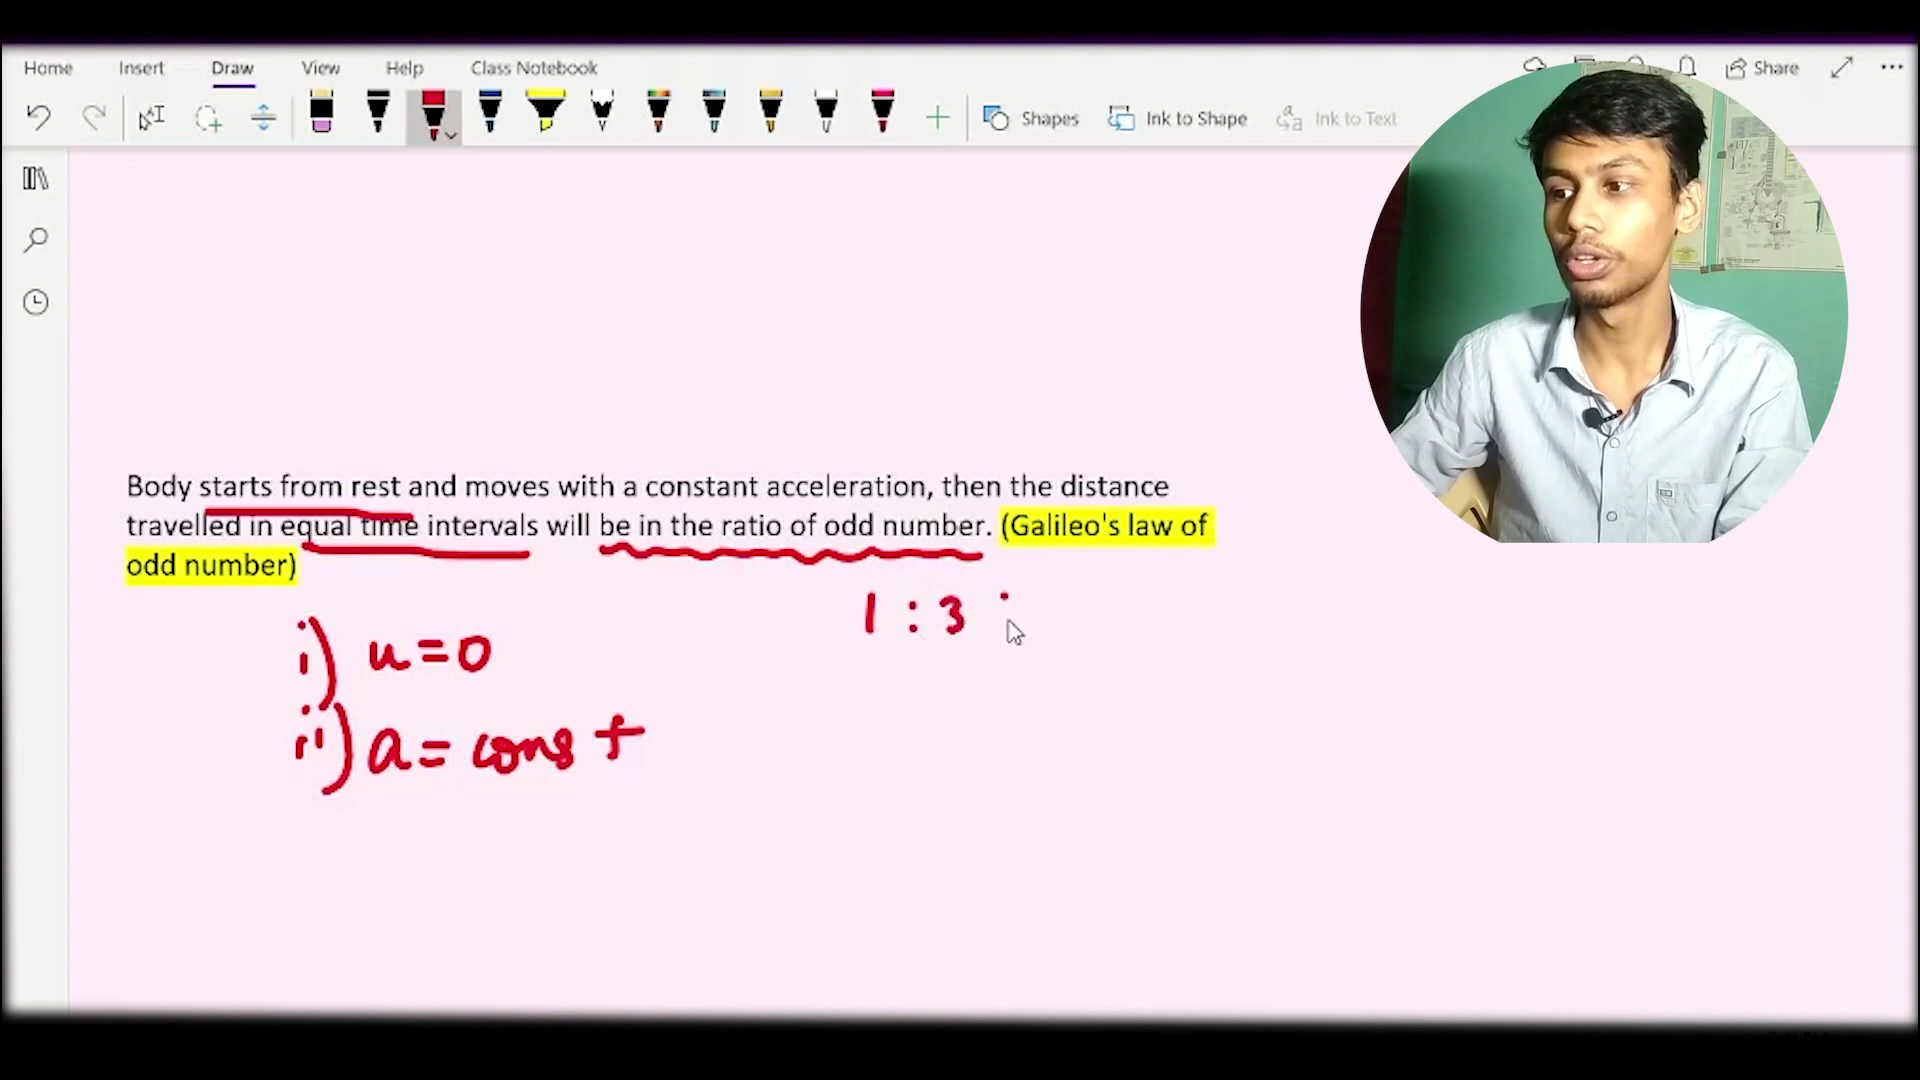 Home Insert Draw View Help Class Notebook Share
Shapes Ink to Shape Ink to Text
Body starts from rest and moves with a constant acceleration, then the distance
travelled in equal time intervals will be in the ratio of odd number. (Galileo's law of
odd number)
1 : 3 :
i) u = 0
ii) a = const